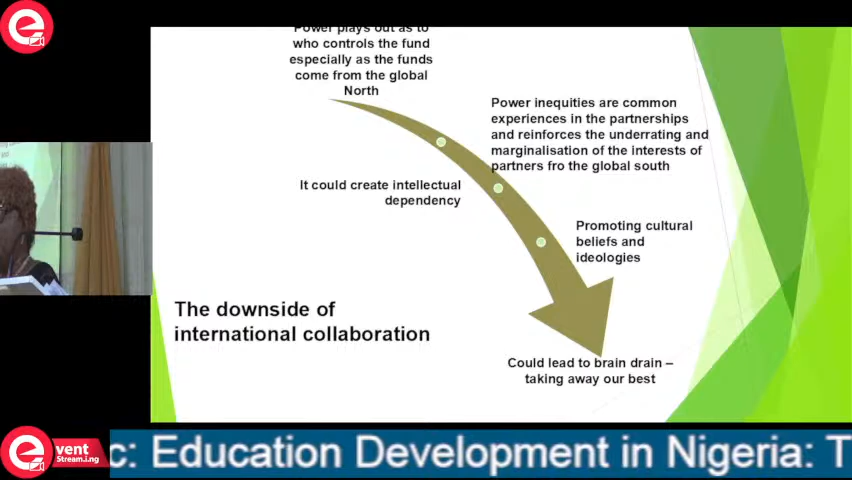 Power plays out as to
who controls the fund
especially as the funds
come from the global
North
Power inequities are common
experiences in the partnerships
and reinforces the underrating and
marginalisation of the interests of
partners fro the global south
It could create intellectual
dependency
Promoting cultural
beliefs and
ideologies
The downside of
international collaboration
Could lead to brain drain –
taking away our best
e
vent
Stream.i.ng
c: Education Development in Nigeria: T